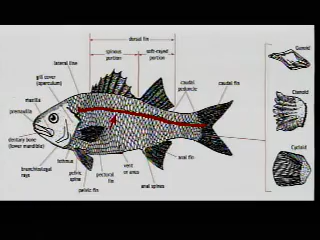 dorsal fin
spinous
portion
soft-rayed
portion
lateral line
gill cover
(operculum)
maxilla
premaxilla
dentary bone
(lower mandible)
branchiostegal
rays
isthmus
pelvic
spine
pelvic fin
pectoral
fin
vent
or anus
anal spines
anal fin
caudal
peduncle
caudal fin
Ganoid
Ctenoid
Cycloid